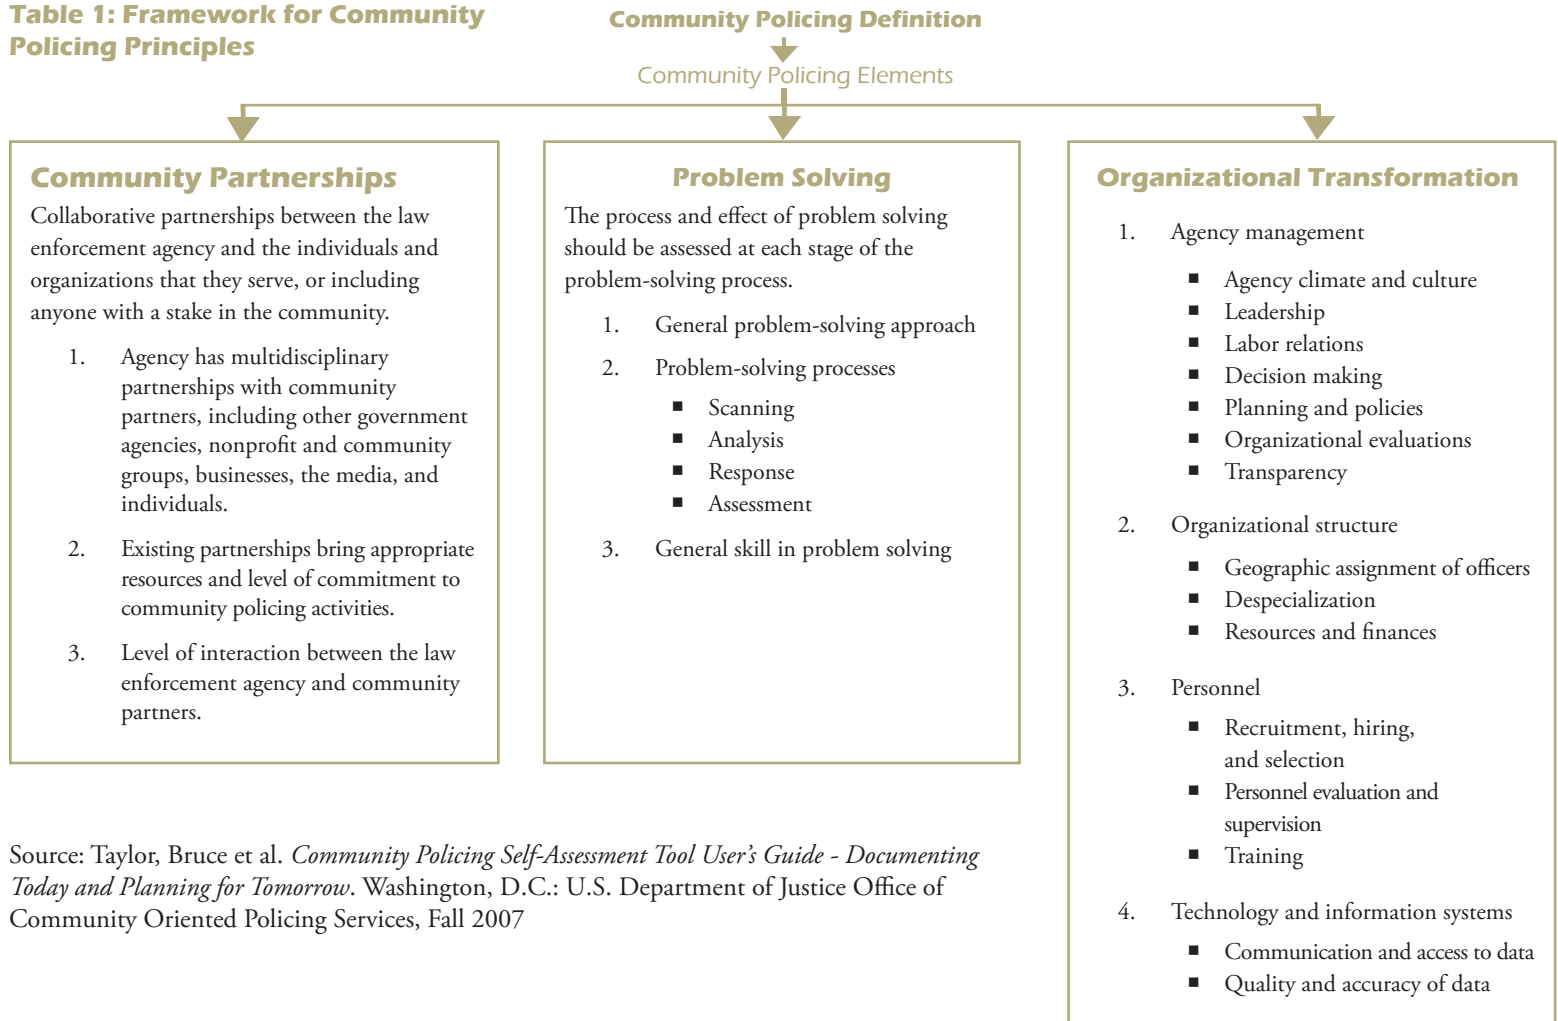 Table 1: Framework for Community
Policing Principles
Community Policing Definition
Community Policing Elements
Community Partnerships
Collaborative partnerships between the law
enforcement agency and the individuals and
organizations that they serve, or including
anyone with a stake in the community.
1. Agency has multidisciplinary
partnerships with community
partners, including other government
agencies, nonprofit and community
groups, businesses, the media, and
individuals.
2. Existing partnerships bring appropriate
resources and level of commitment to
community policing activities.
3. Level of interaction between the law
enforcement agency and community
partners.
Problem Solving
The process and effect of problem solving
should be assessed at each stage of the
problem-solving process.
1. General problem-solving approach
2. Problem-solving processes
■ Scanning
■ Analysis
■ Response
■ Assessment
3. General skill in problem solving
Organizational Transformation
1. Agency management
■ Agency climate and culture
■ Leadership
■ Labor relations
■ Decision making
■ Planning and policies
■ Organizational evaluations
■ Transparency
2. Organizational structure
■ Geographic assignment of officers
■ Despecialization
■ Resources and finances
3. Personnel
■ Recruitment, hiring,
and selection
■ Personnel evaluation and
supervision
■ Training
4. Technology and information systems
■ Communication and access to data
■ Quality and accuracy of data
Source: Taylor, Bruce et al. Community Policing Self-Assessment Tool User’s Guide - Documenting
Today and Planning for Tomorrow. Washington, D.C.: U.S. Department of Justice Office of
Community Oriented Policing Services, Fall 2007